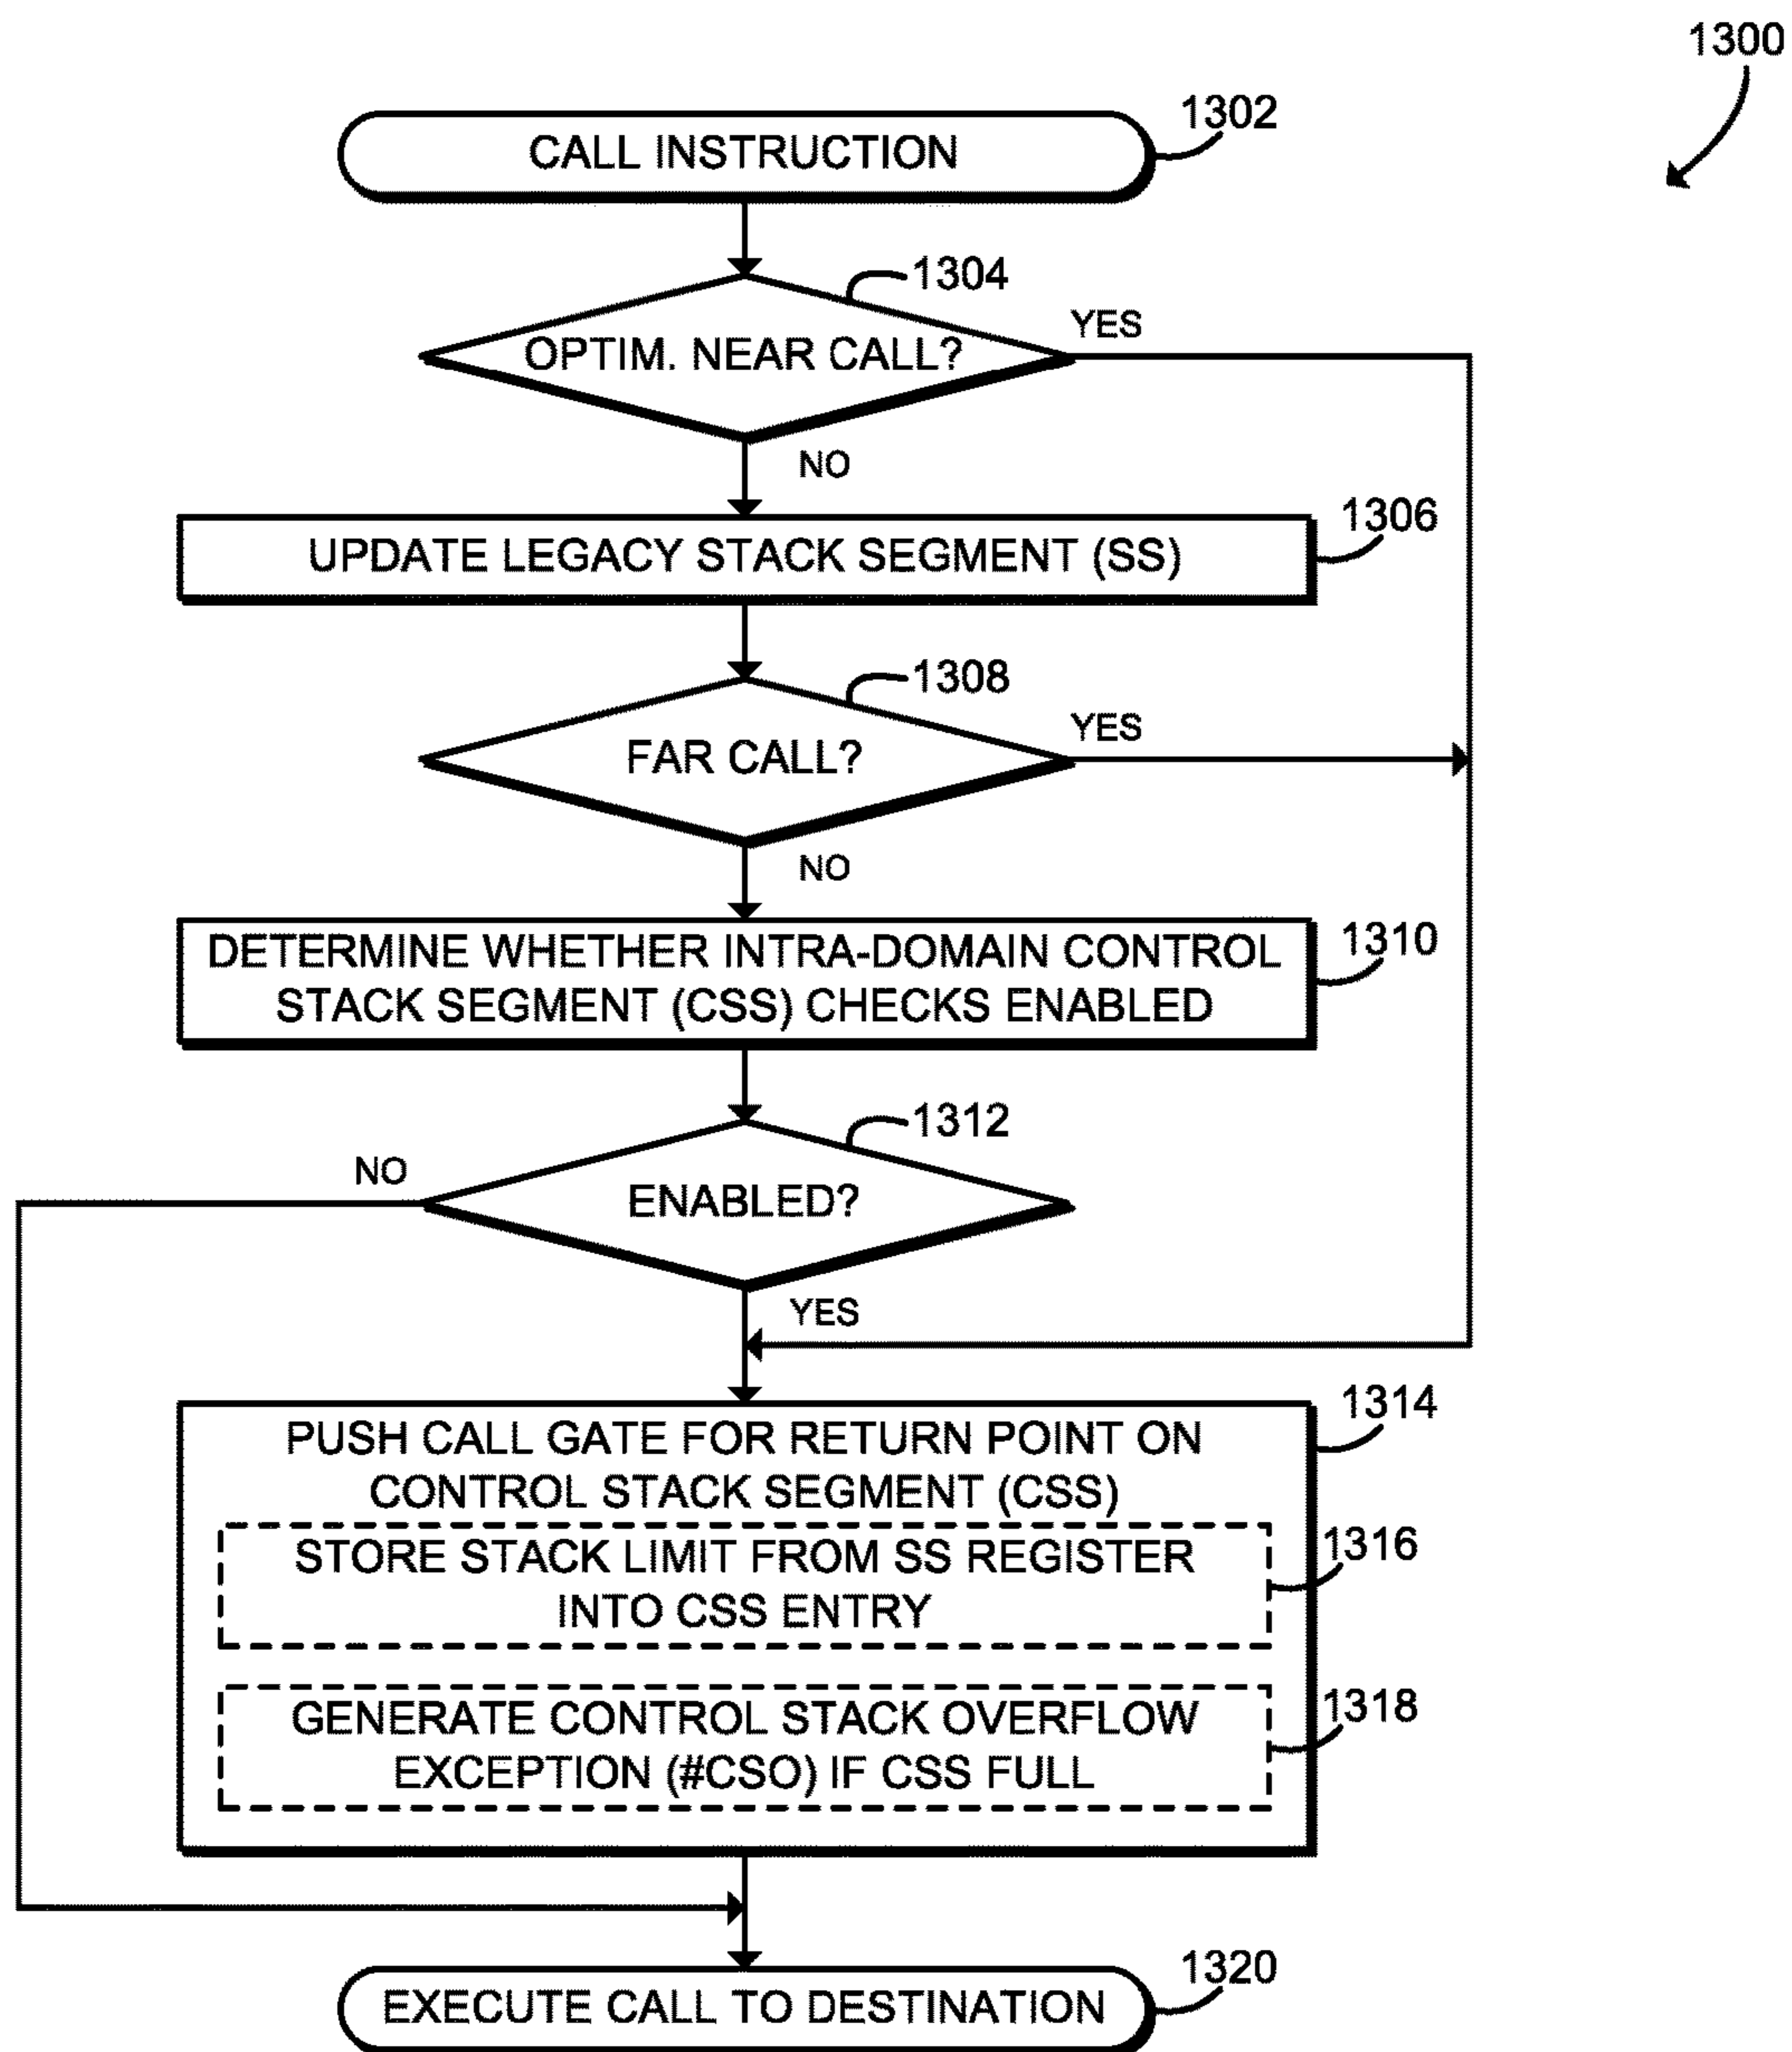 1300
CALL INSTRUCTION
1302
1304
OPTIM. NEAR CALL?
YES
NO
UPDATE LEGACY STACK SEGMENT (SS)
1306
1308
FAR CALL?
YES
NO
DETERMINE WHETHER INTRA-DOMAIN CONTROL
STACK SEGMENT (CSS) CHECKS ENABLED
1310
1312
NO
ENABLED?
YES
PUSH CALL GATE FOR RETURN POINT ON
CONTROL STACK SEGMENT (CSS)
1314
STORE STACK LIMIT FROM SS REGISTER
INTO CSS ENTRY
1316
GENERATE CONTROL STACK OVERFLOW
EXCEPTION (#CSO) IF CSS FULL
1318
EXECUTE CALL TO DESTINATION
1320